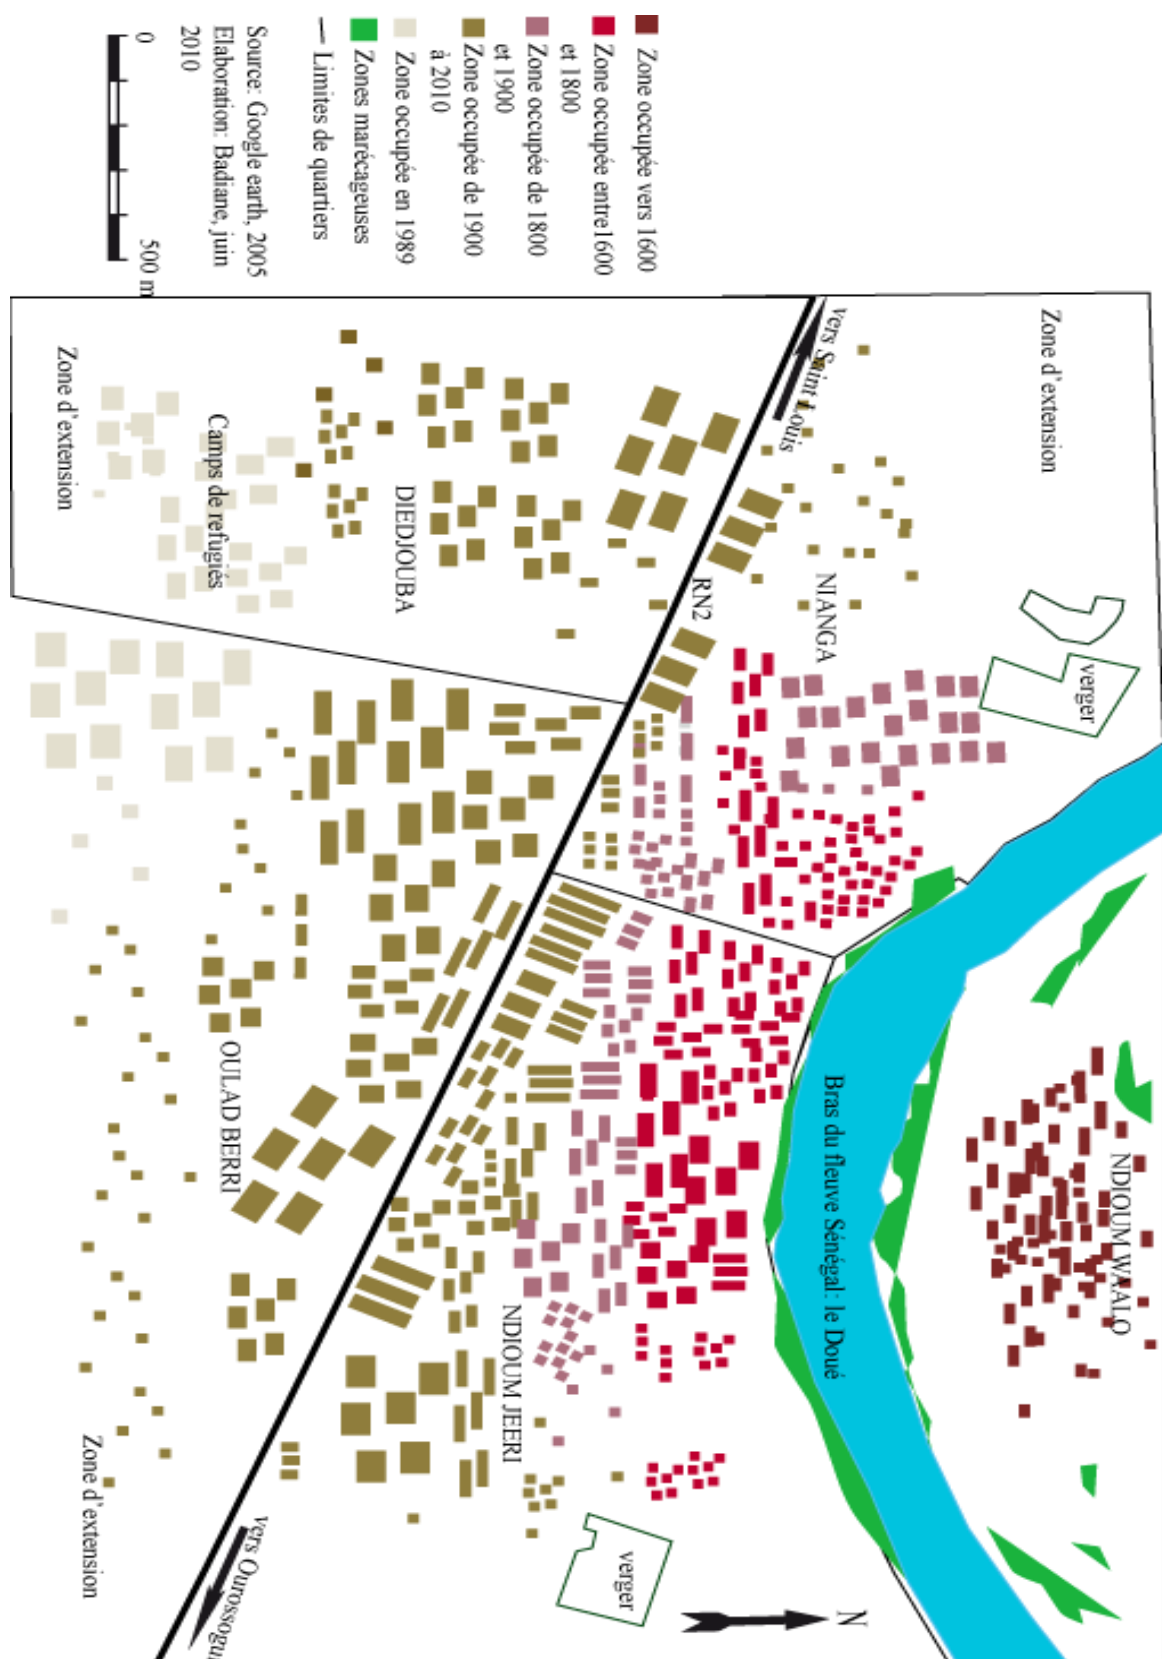 Zone occupée vers 1600
Zone occupée entre1600
et 1800
Zone occupée de 1800
et 1900
Zone occupée de 1900
à 2010
Zone occupée en 1989
Zones marécageuses
Limites de quartiers
Source: Google earth, 2005
Elaboration: Badiane, juin
2010
0
500 m
Zone d'extension
vers Saint Louis
verger
NIANGA
RN2
DIEDJOUBA
Camps de refugiés
Zone d'extension
NDIOUM WAALO
Bras du fleuve Sénégal: le Doué
OULAD BERRI
NDIOUM JEERI
verger
N
vers Ourossogui
Zone d'extension